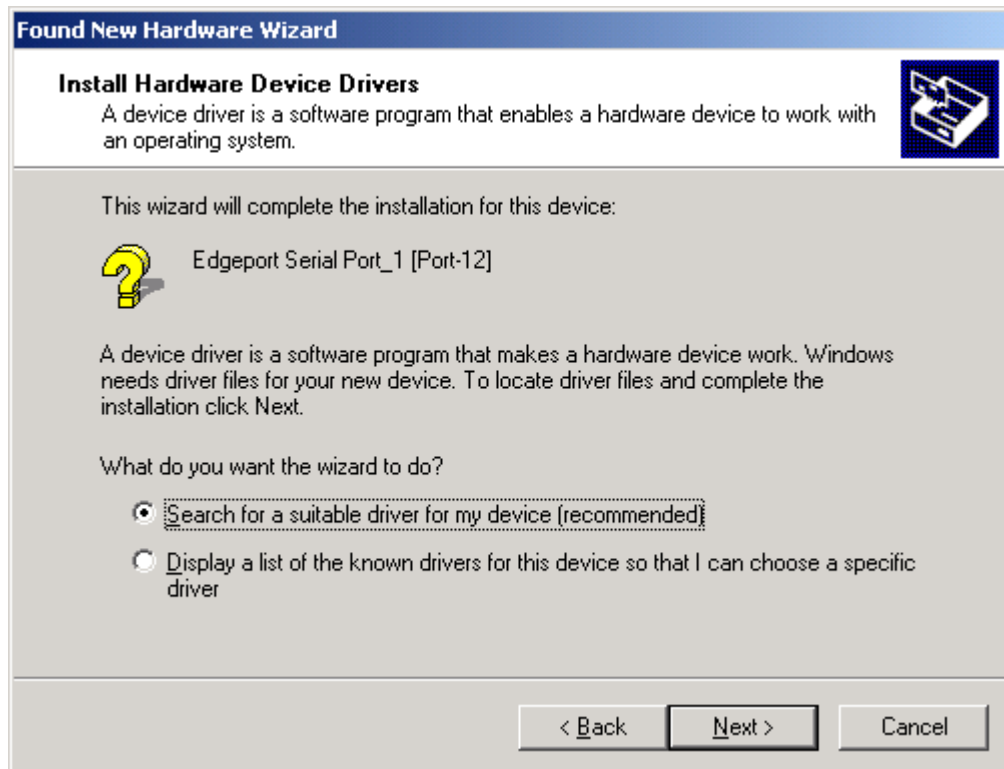 Found New Hardware Wizard
Install Hardware Device Drivers
A device driver is a software program that enables a hardware device to work with
an operating system.
This wizard will complete the installation for this device:
Edgeport Serial Port_1 [Port-12]
A device driver is a software program that makes a hardware device work. Windows
needs driver files for your new device. To locate driver files and complete the
installation click Next.
What do you want the wizard to do?
Search for a suitable driver for my device (recommended)
Display a list of the known drivers for this device so that I can choose a specific
driver
< Back
Next >
Cancel